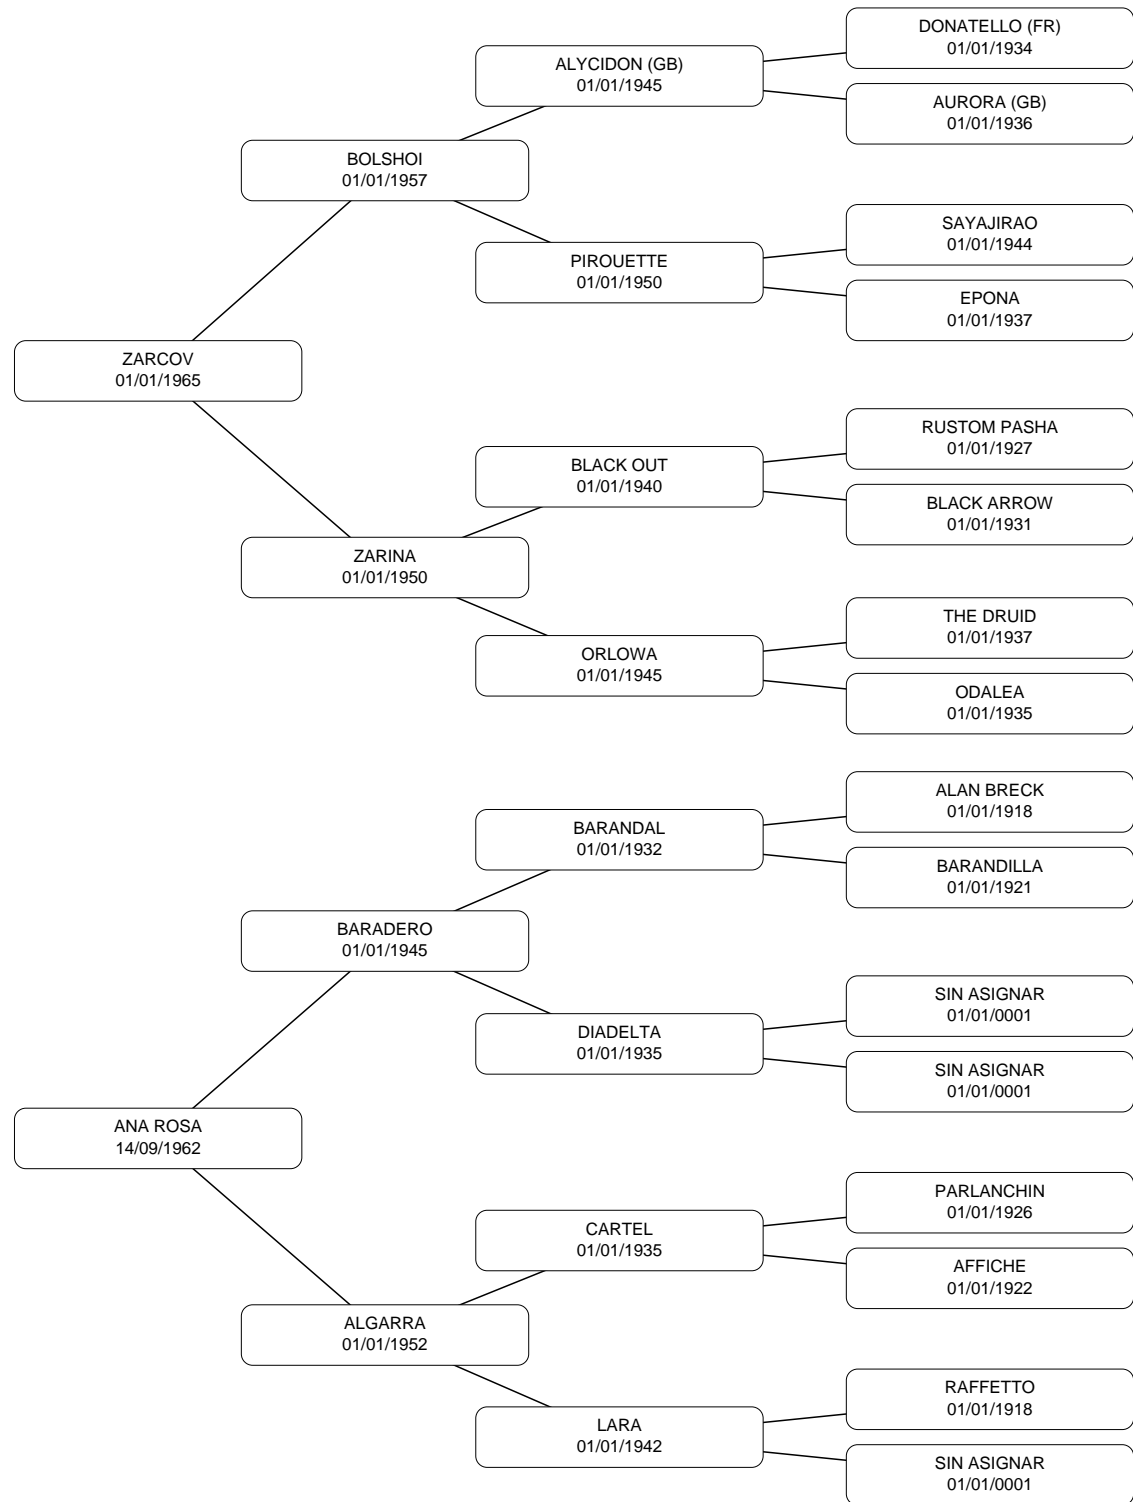 DONATELLO (FR)
01/01/1934
ALYCIDON (GB)
01/01/1945
AURORA (GB)
01/01/1936
BOLSHOI
01/01/1957
SAYAJIRAO
01/01/1944
PIROUETTE
01/01/1950
EPONA
01/01/1937
ZARCOV
01/01/1965
RUSTOM PASHA
01/01/1927
BLACK OUT
01/01/1940
BLACK ARROW
01/01/1931
ZARINA
01/01/1950
THE DRUID
01/01/1937
ORLOWA
01/01/1945
ODALEA
01/01/1935
ALAN BRECK
01/01/1918
BARANDAL
01/01/1932
BARANDILLA
01/01/1921
BARADERO
01/01/1945
SIN ASIGNAR
01/01/0001
DIADELTA
01/01/1935
SIN ASIGNAR
01/01/0001
ANA ROSA
14/09/1962
PARLANCHIN
01/01/1926
CARTEL
01/01/1935
AFFICHE
01/01/1922
ALGARRA
01/01/1952
RAFFETTO
01/01/1918
LARA
01/01/1942
SIN ASIGNAR
01/01/0001